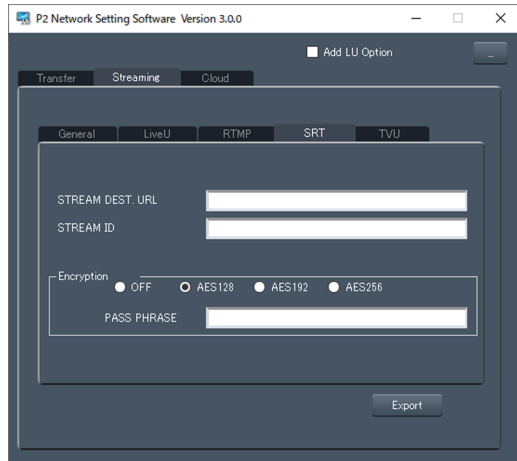 P2 Network Setting Software Version 3.0.0
Add LU Option
Transfer Streaming Cloud
General LiveU RTMP SRT TVU
STREAM DEST. URL
STREAM ID
Encryption
OFF AES128 AES192 AES256
PASS PHRASE
Export